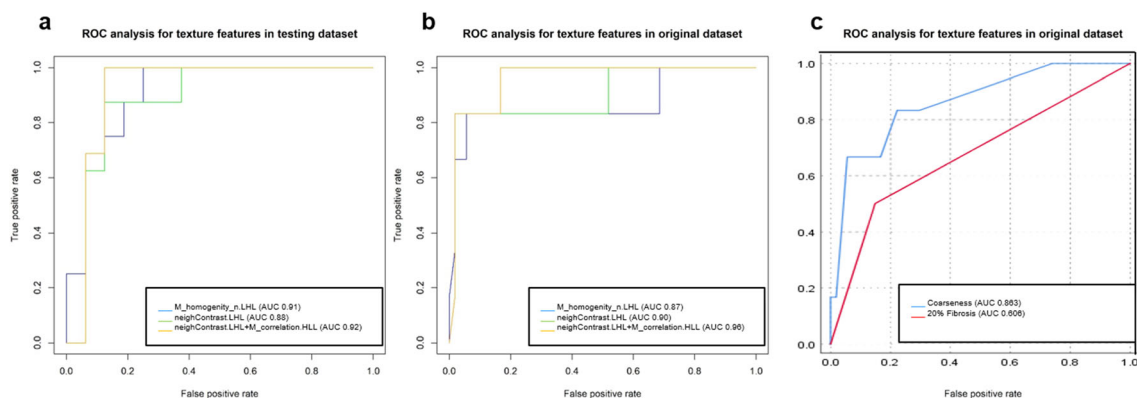 a
ROC analysis for texture features in testing dataset
True positive rate
1.0
0.8
0.6
0.4
0.2
0.0
M_homogenity_n.LHL (AUC 0.91)
neighContrast.LHL (AUC 0.88)
neighContrast.LHL+M_correlation.HLL (AUC 0.92)
0.0 0.2 0.4 0.6 0.8 1.0
False positive rate
b
ROC analysis for texture features in original dataset
True positive rate
1.0
0.8
0.6
0.4
0.2
0.0
M_homogenity_n.LHL (AUC 0.87)
neighContrast.LHL (AUC 0.90)
neighContrast.LHL+M_correlation.HLL (AUC 0.96)
0.0 0.2 0.4 0.6 0.8 1.0
False positive rate
c
ROC analysis for texture features in original dataset
True positive rate
1.0
0.8
0.6
0.4
0.2
0.0
Coarseness (AUC 0.863)
20% Fibrosis (AUC 0.606)
0.0 0.2 0.4 0.6 0.8 1.0
False positive rate